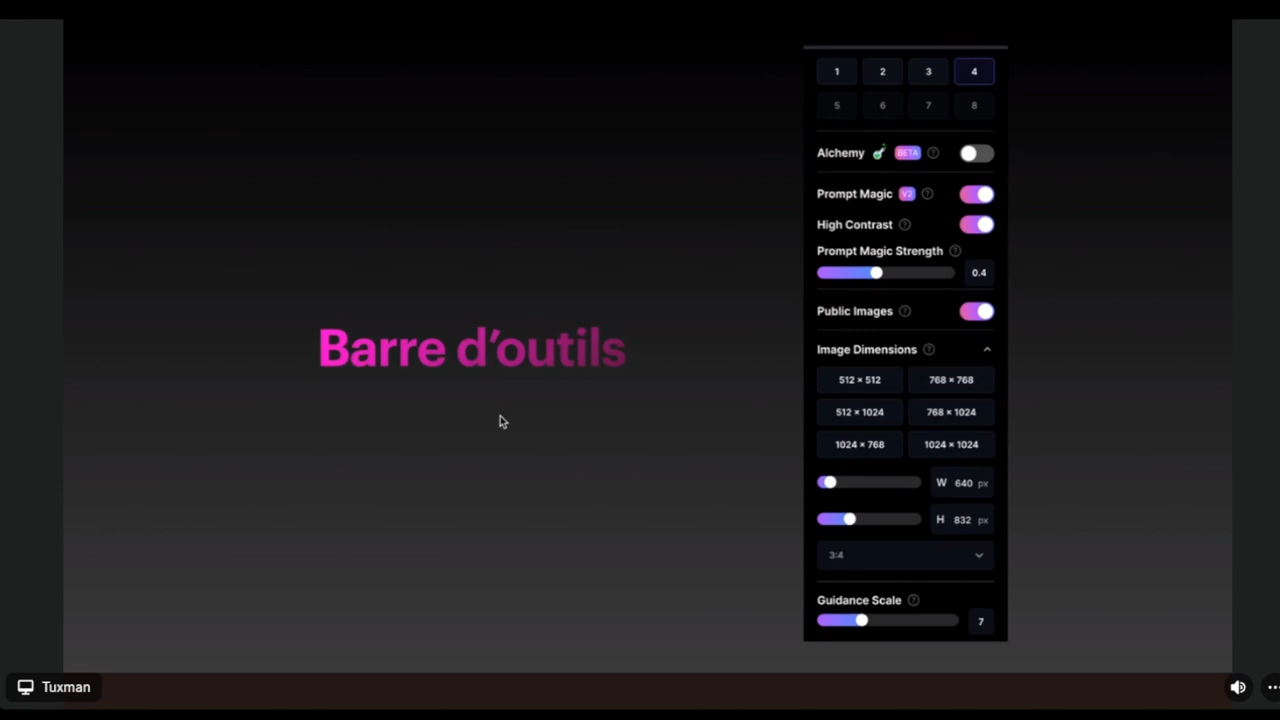 1 2 3 4
5 6 7 8
Alchemy BETA ?
Prompt Magic V2 ?
High Contrast ?
Prompt Magic Strength ?
0.4
Public Images ?
Barre d’outils
Image Dimensions ?
512 × 512 768 × 768
512 × 1024 768 × 1024
1024 × 768 1024 × 1024
W 640 px
H 832 px
3:4
Guidance Scale ?
7
Tuxman